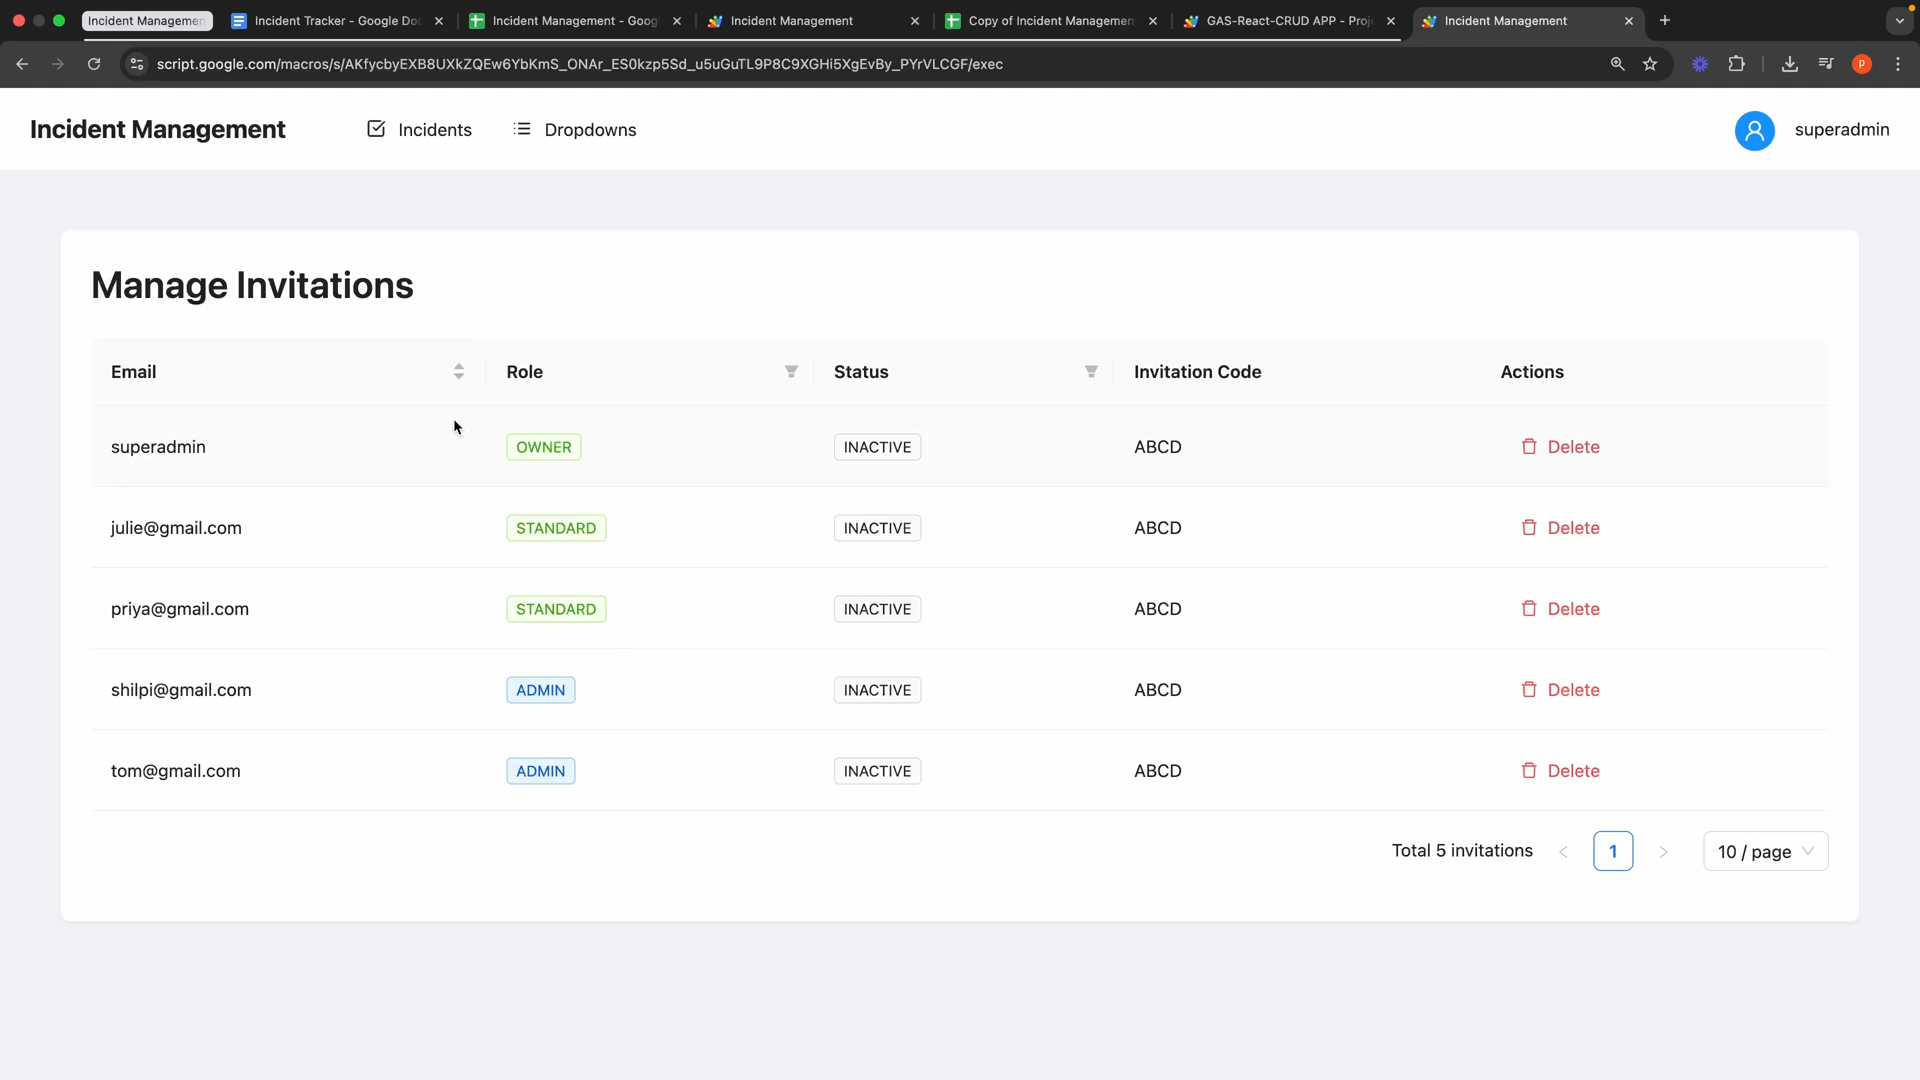 Incident Managemen
Incident Tracker - Google Doc
Incident Management - Goog
Incident Management
Copy of Incident Managemen
GAS-React-CRUD APP - Proj
Incident Management
script.google.com/macros/s/AKfycbyEXB8UXkZQEw6YbKmS_ONAr_ES0kzp5Sd_u5uGuTL9P8C9XGHi5XgEvBy_PYrVLCGF/exec
p
Incident Management
Incidents
Dropdowns
superadmin
Manage Invitations
Email Role Status Invitation Code Actions
superadmin OWNER INACTIVE ABCD Delete
julie@gmail.com STANDARD INACTIVE ABCD Delete
priya@gmail.com STANDARD INACTIVE ABCD Delete
shilpi@gmail.com ADMIN INACTIVE ABCD Delete
tom@gmail.com ADMIN INACTIVE ABCD Delete
Total 5 invitations 1 10 / page